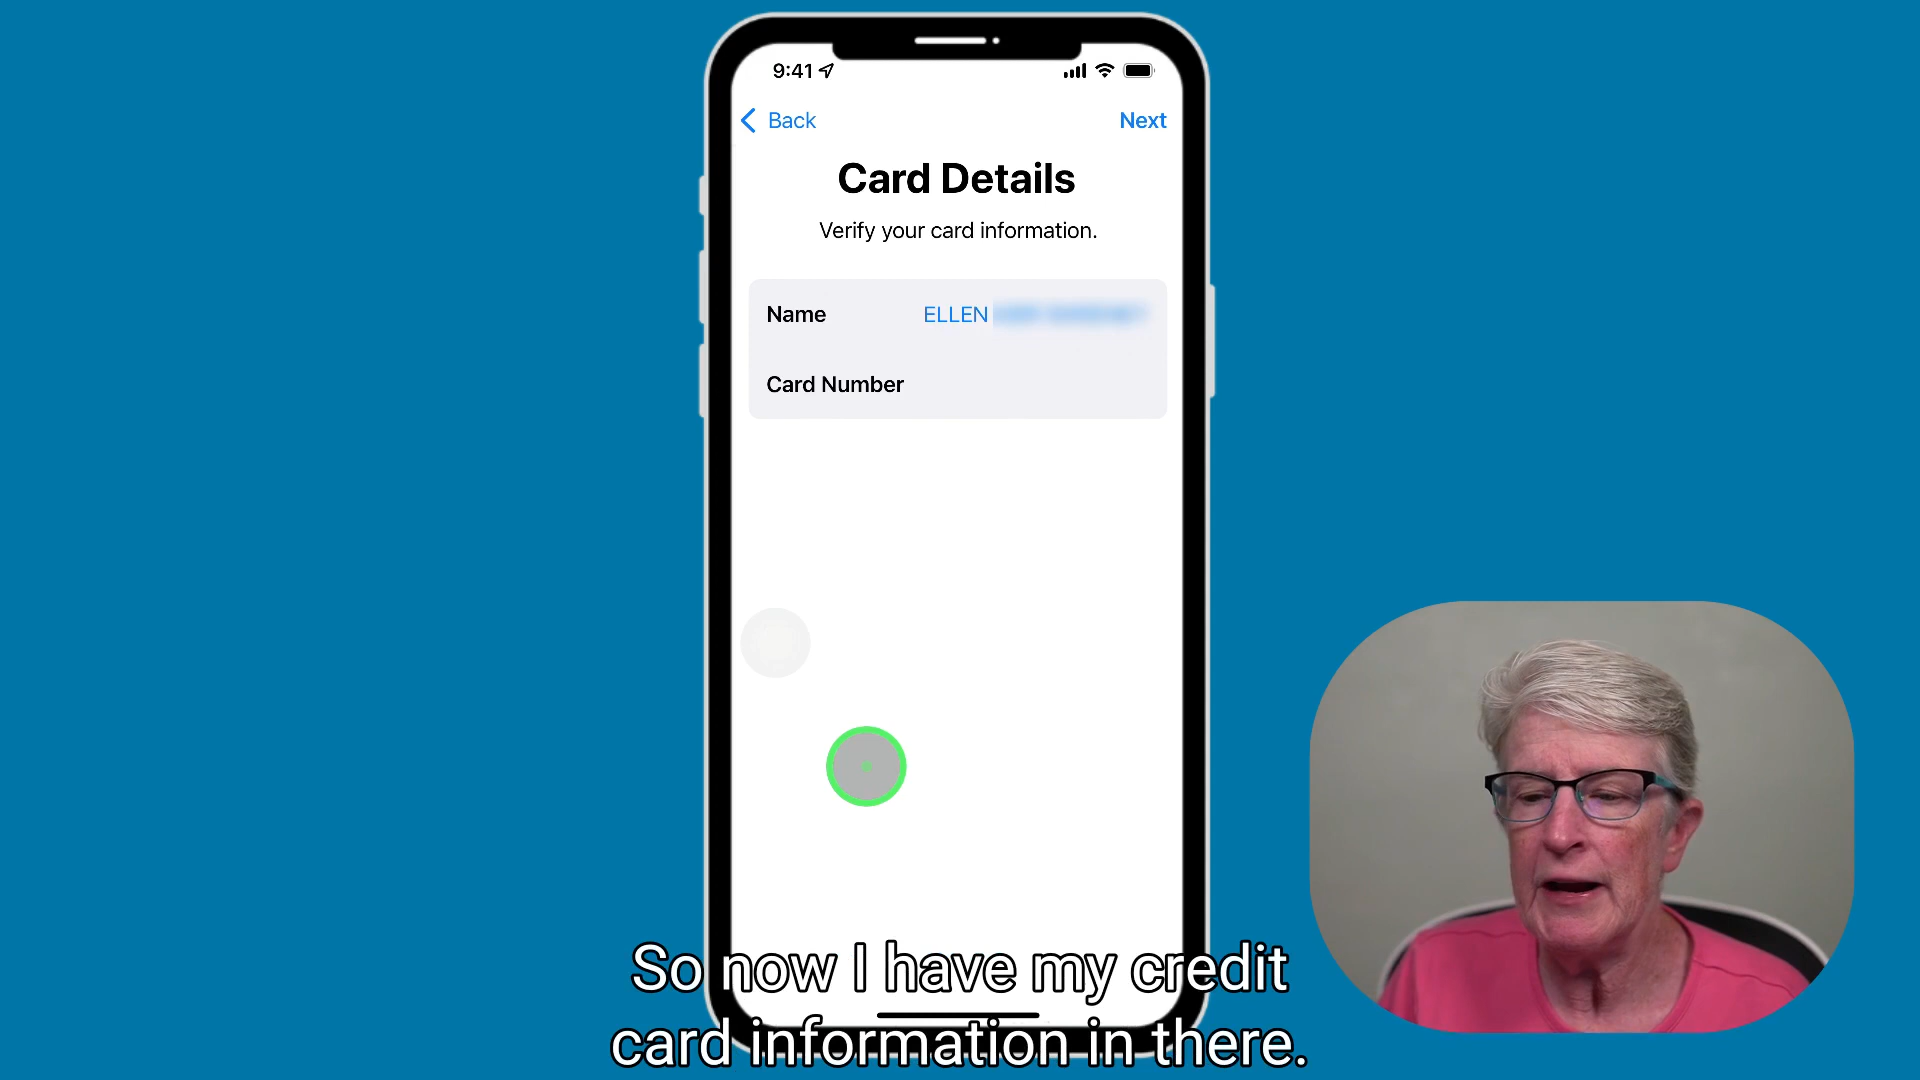 9:41
Back
Next
Card Details
Verify your card information.
Name ELLEN
Card Number
So now I have my credit
card information in there.